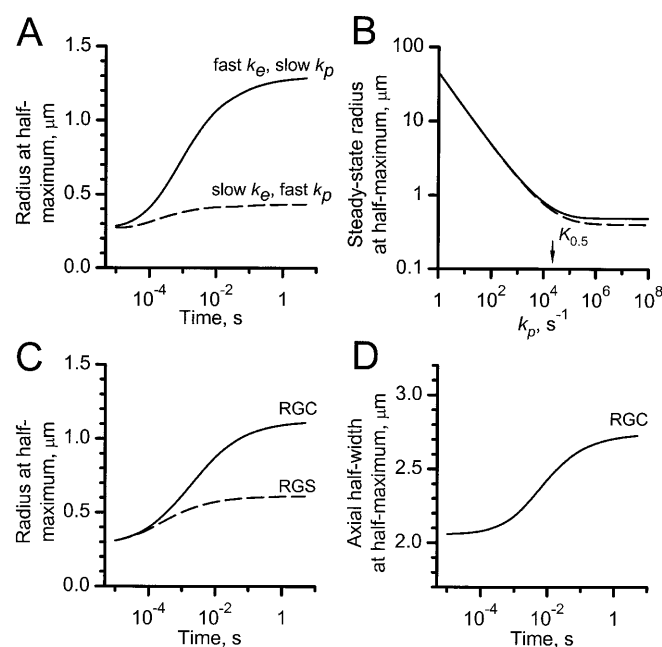 A
Radius at half-
maximum, μm
1.5
1.0
0.5
0.0
fast kₑ, slow kₚ
slow kₑ, fast kₚ
10⁻⁴ 10⁻² 1
Time, s
B
Steady-state radius
at half-maximum, μm
100
10
1
0.1
K₀.₅
1 10² 10⁴ 10⁶ 10⁸
kₚ, s⁻¹
C
Radius at half-
maximum, μm
1.5
1.0
0.5
0.0
RGC
RGS
10⁻⁴ 10⁻² 1
Time, s
D
Axial half-width
at half-maximum, μm
3.0
2.5
2.0
RGC
10⁻⁴ 10⁻² 1
Time, s